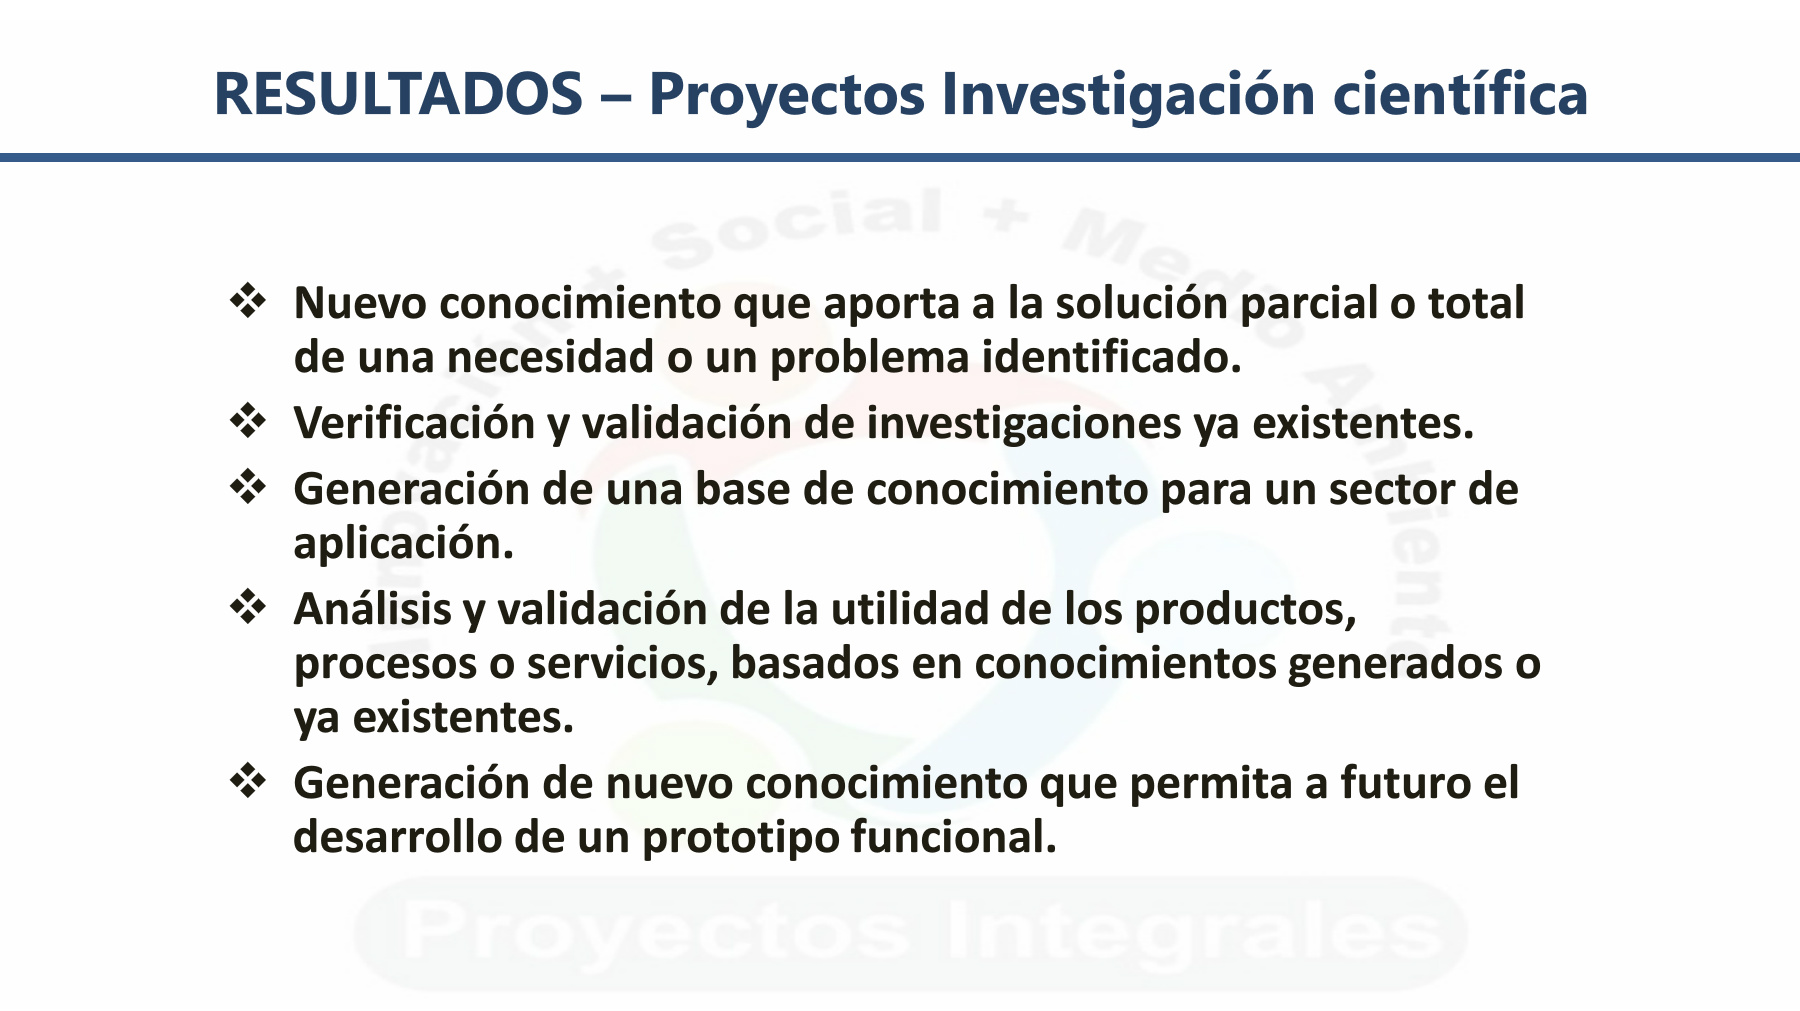 RESULTADOS – Proyectos Investigación científica
Innovación + Social + Medio Ambiente
❖ Nuevo conocimiento que aporta a la solución parcial o total
de una necesidad o un problema identificado.
❖ Verificación y validación de investigaciones ya existentes.
❖ Generación de una base de conocimiento para un sector de
aplicación.
❖ Análisis y validación de la utilidad de los productos,
procesos o servicios, basados en conocimientos generados o
ya existentes.
❖ Generación de nuevo conocimiento que permita a futuro el
desarrollo de un prototipo funcional.
Proyectos Integrales